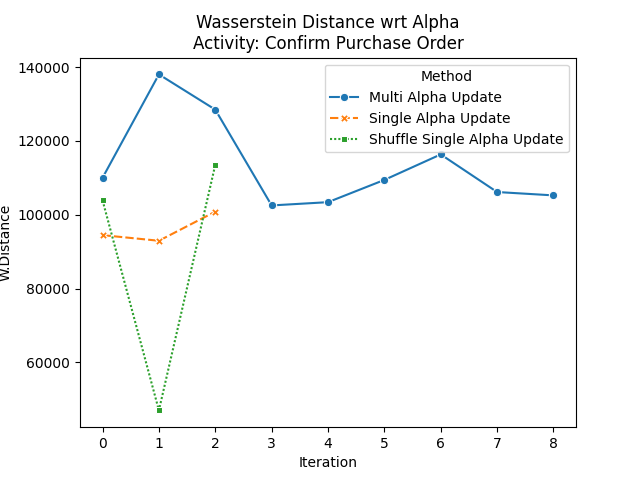 Wasserstein Distance wrt Alpha
Activity: Confirm Purchase Order
Method
Multi Alpha Update
Single Alpha Update
Shuffle Single Alpha Update
140000
120000
100000
80000
60000
W.Distance
0 1 2 3 4 5 6 7 8
Iteration